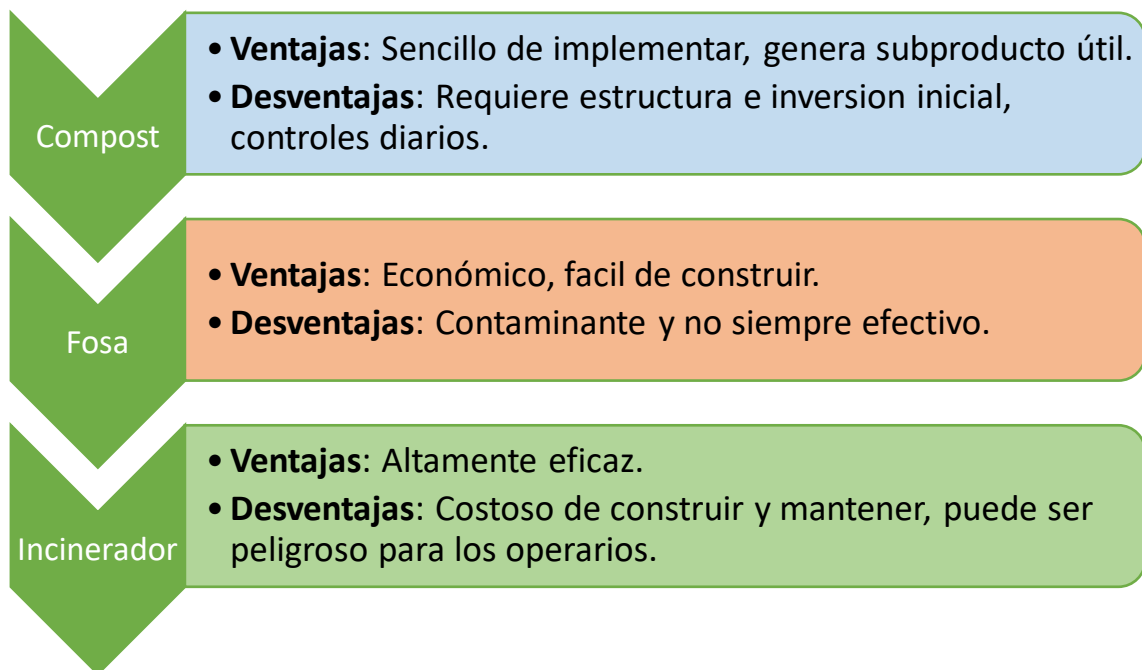 Compost
• Ventajas: Sencillo de implementar, genera subproducto útil.
• Desventajas: Requiere estructura e inversion inicial,
controles diarios.
Fosa
• Ventajas: Económico, facil de construir.
• Desventajas: Contaminante y no siempre efectivo.
Incinerador
• Ventajas: Altamente eficaz.
• Desventajas: Costoso de construir y mantener, puede ser
peligroso para los operarios.